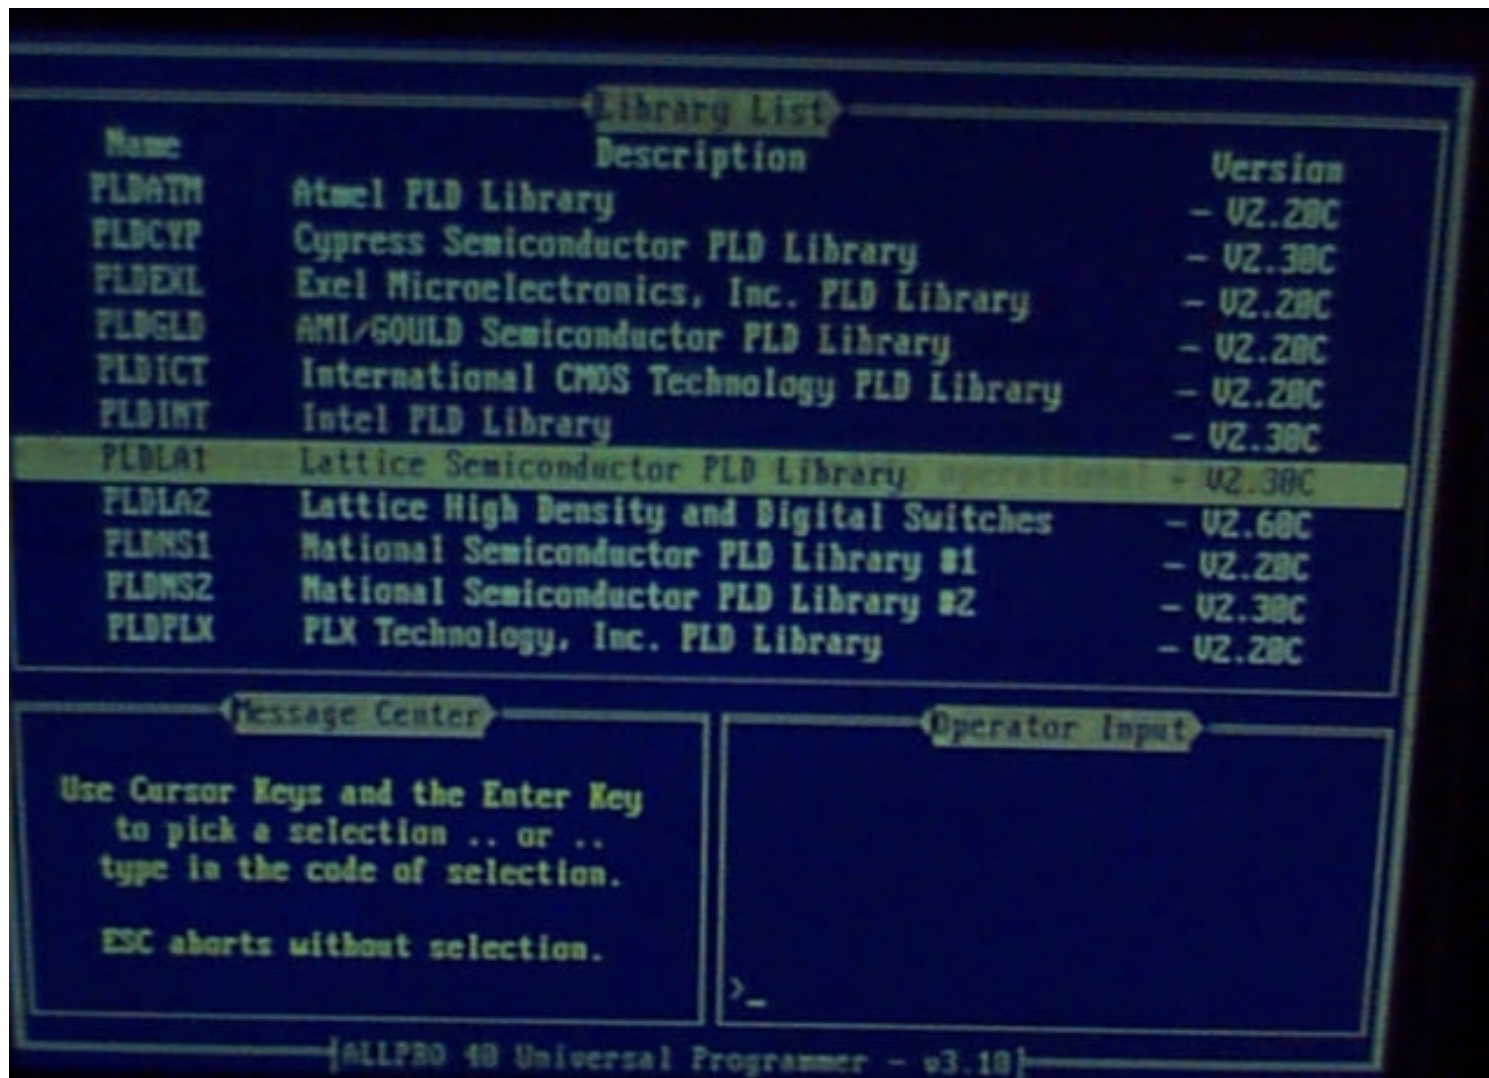 Library List
Name Description Version
PLDATM Atmel PLD Library - V2.20C
PLDCYP Cypress Semiconductor PLD Library - V2.30C
PLDEXL Exel Microelectronics, Inc. PLD Library - V2.20C
PLDGLD AMI/GOULD Semiconductor PLD Library - V2.20C
PLDICT International CMOS Technology PLD Library - V2.20C
PLDINT Intel PLD Library - V2.30C
PLDLA1 Lattice Semiconductor PLD Library - V2.30C
PLDLA2 Lattice High Density and Digital Switches - V2.60C
PLDNS1 National Semiconductor PLD Library #1 - V2.20C
PLDNS2 National Semiconductor PLD Library #2 - V2.30C
PLDPLX PLX Technology, Inc. PLD Library - V2.20C
Message Center
Use Cursor Keys and the Enter Key
to pick a selection .. or ..
type in the code of selection.
ESC aborts without selection.
Operator Input
>_
ALLPRO 40 Universal Programmer - v3.10